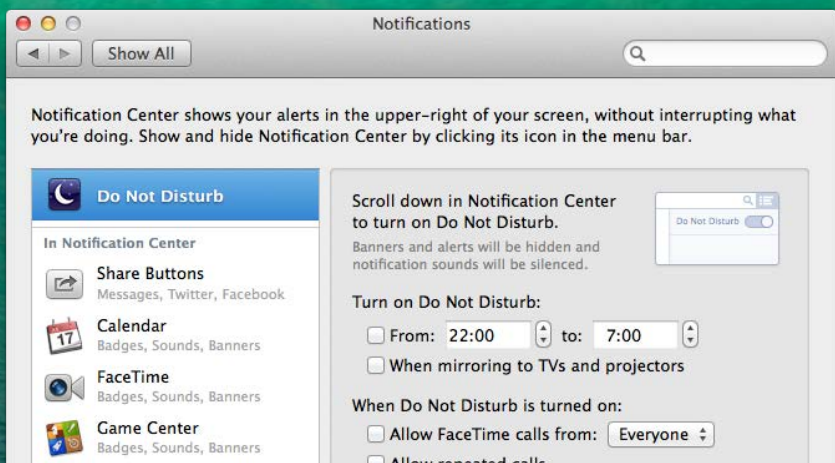 Notifications
Show All
Notification Center shows your alerts in the upper-right of your screen, without interrupting what
you're doing. Show and hide Notification Center by clicking its icon in the menu bar.
Do Not Disturb
In Notification Center
Share Buttons
Messages, Twitter, Facebook
Calendar
Badges, Sounds, Banners
17
FaceTime
Badges, Sounds, Banners
Game Center
Badges, Sounds, Banners
Scroll down in Notification Center
to turn on Do Not Disturb.
Do Not Disturb
Banners and alerts will be hidden and
notification sounds will be silenced.
Turn on Do Not Disturb:
From: 22:00 to: 7:00
When mirroring to TVs and projectors
When Do Not Disturb is turned on:
Allow FaceTime calls from: Everyone
Allow repeated calls